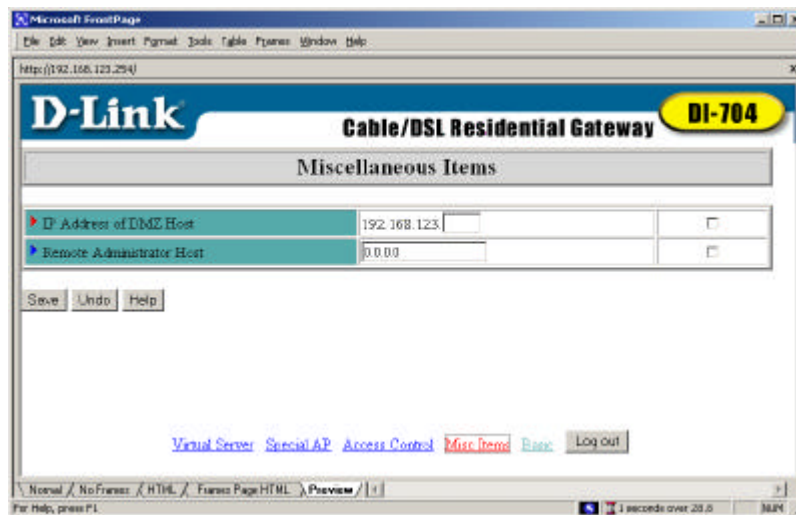 Microsoft FrontPage
File Edit View Insert Format Tools Table Frames Window Help
http://192.168.123.254/
D-Link
DI-704
Cable/DSL Residential Gateway
Miscellaneous Items
IP Address of DMZ Host 192.168.123.
Remote Administrator Host 0.0.0.0
Save Undo Help
Virtual Server Special AP Access Control Misc Items Basic Log out
Normal No Frames HTML Frames Page HTML Preview
For Help, press F1 1 seconds over 28.8 NUM